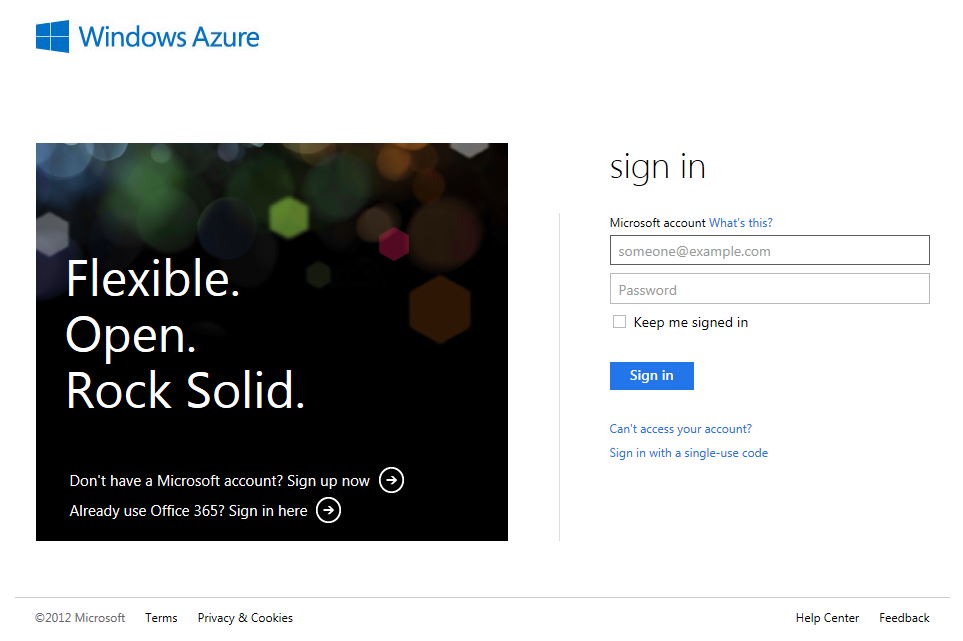 Windows Azure
Flexible.
Open.
Rock Solid.
Don't have a Microsoft account? Sign up now
Already use Office 365? Sign in here
sign in
Microsoft account What's this?
someone@example.com
Password
Keep me signed in
Sign in
Can't access your account?
Sign in with a single-use code
©2012 Microsoft Terms Privacy & Cookies Help Center Feedback